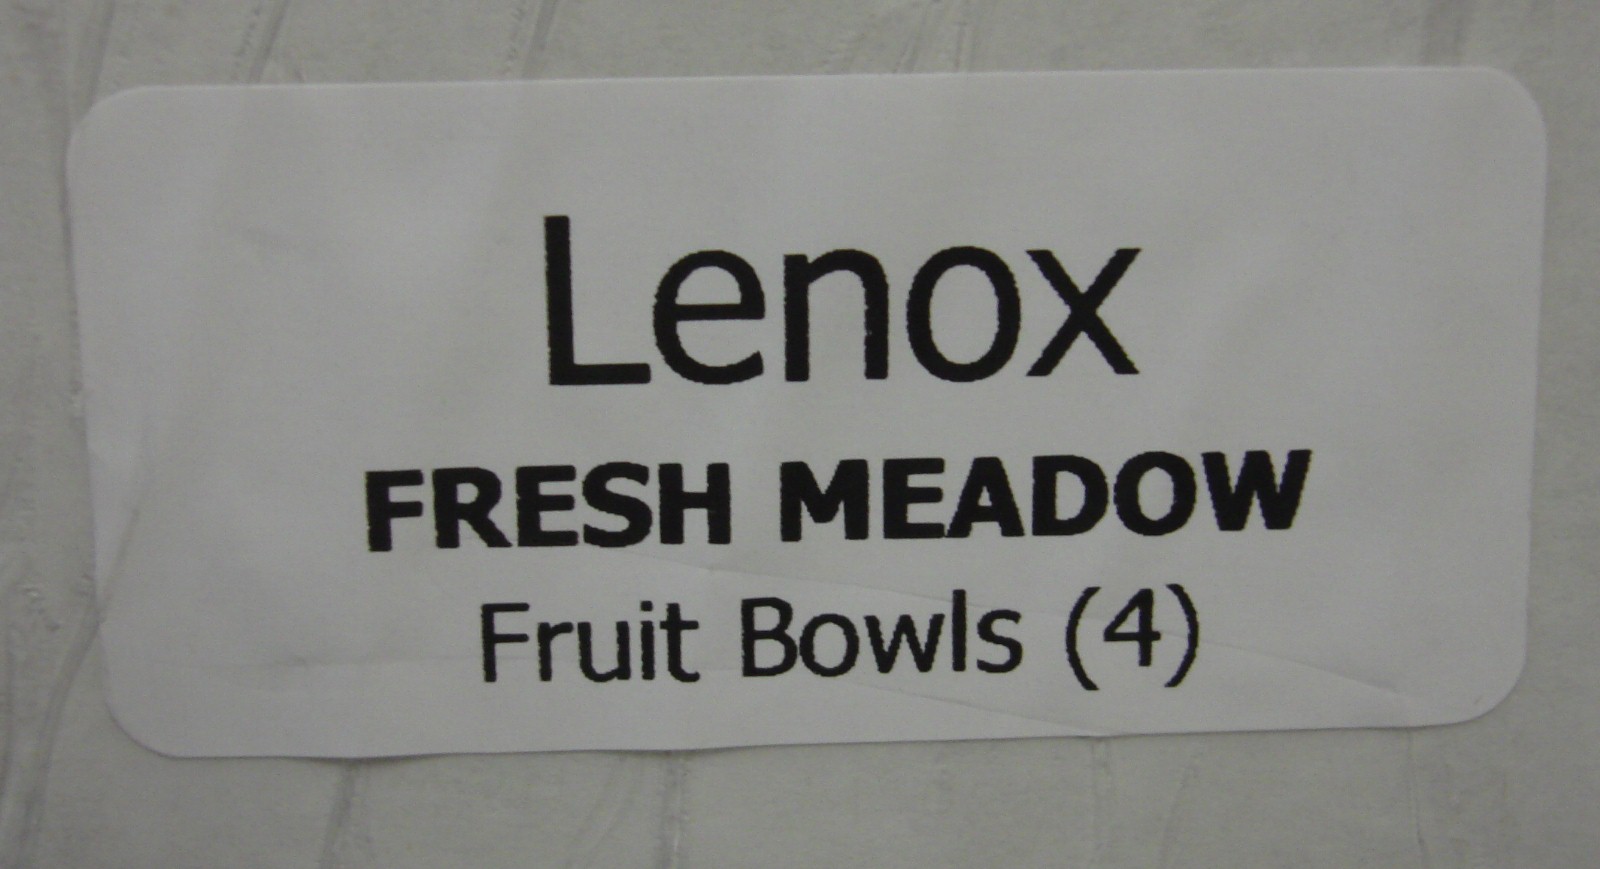 Lenox
FRESH MEADOW
Fruit Bowls (4)